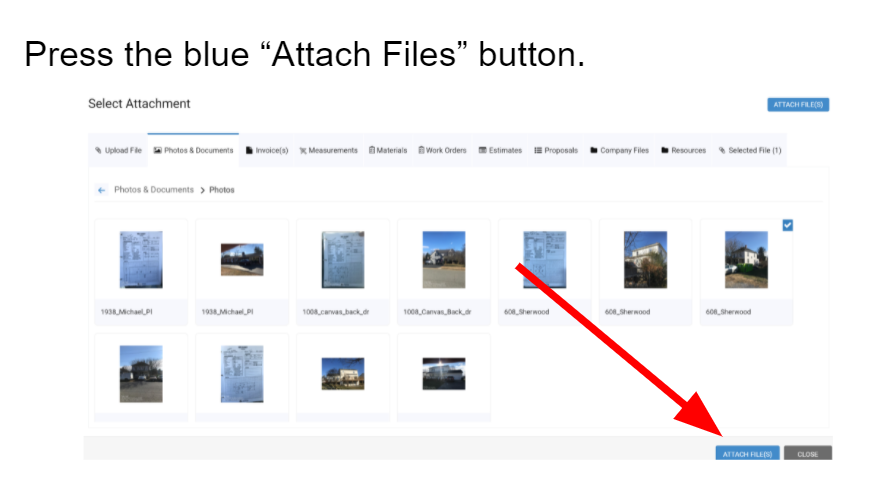 Press the blue “Attach Files” button.
Select Attachment
ATTACH FILE(S)
Upload File Photos & Documents Invoice(s) Measurements Materials Work Orders Estimates Proposals Company Files Resources Selected File (1)
Photos & Documents > Photos
1938_Michael_Pl 1938_Michael_Pl 1008_canvas_back_dr 1008_Canvas_Back_dr 608_Sherwood 608_Sherwood 608_Sherwood
ATTACH FILE(S) CLOSE